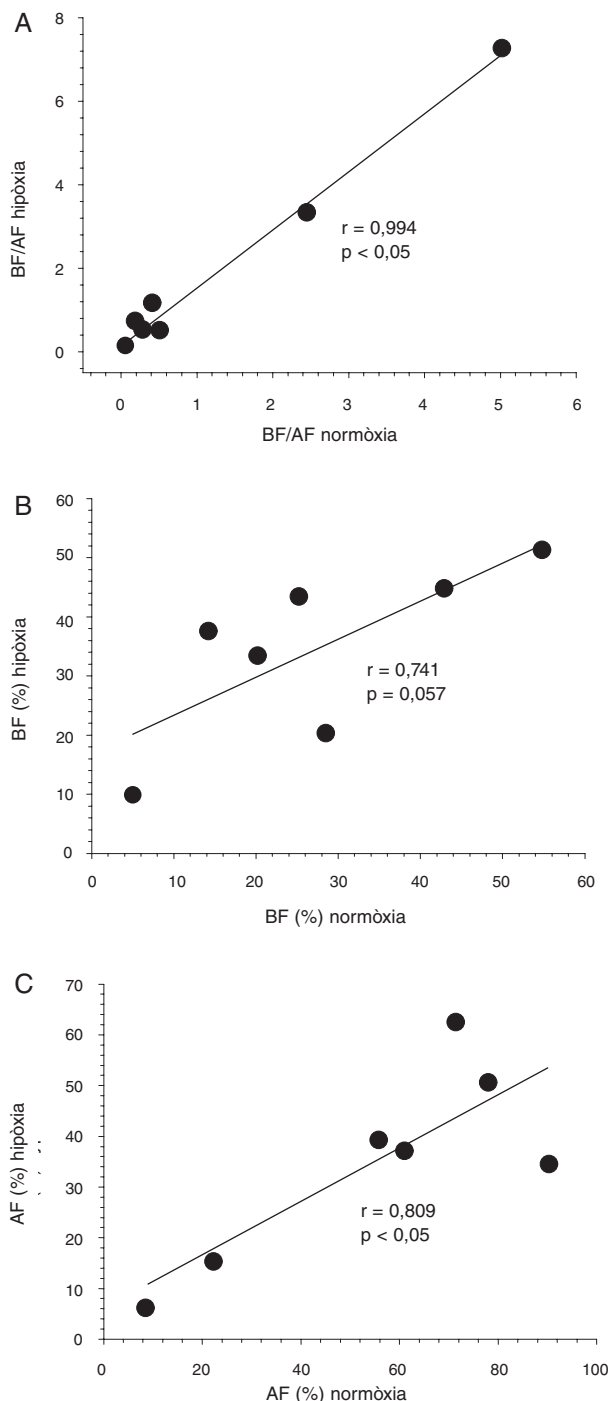 A
8
6
4
2
0
BF/AF hipòxia
r = 0,994
p < 0,05
0 1 2 3 4 5 6
BF/AF normòxia
B
60
50
40
30
20
10
0
BF (%) hipòxia
r = 0,741
p = 0,057
0 10 20 30 40 50 60
BF (%) normòxia
C
70
60
50
40
30
20
10
0
AF (%) hipòxia
r = 0,809
p < 0,05
0 20 40 60 80 100
AF (%) normòxia